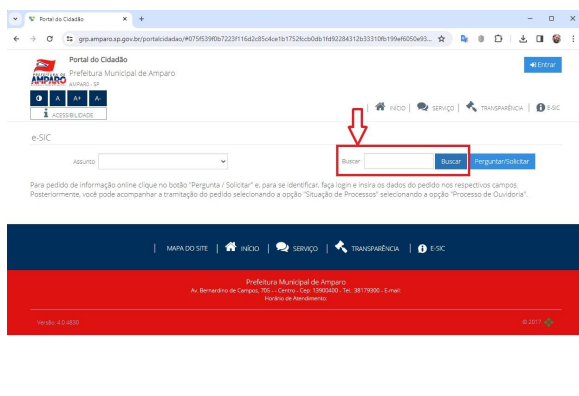 Portal do Cidadão
grp.amparo.sp.gov.br/portalcidadao/#075f539f0b7223f116d2c85c4ce1b1752fccb0db1fd92284312b33310fb199ef6050e93...
Portal do Cidadão
Prefeitura Municipal de Amparo
AMPARO - SP
PREFEITURA DE
AMPARO
Entrar
A A+ A-
ACESSIBILIDADE
INÍCIO | SERVIÇO | TRANSPARÊNCIA | E-SIC
e-SIC
Assunto
Buscar
Buscar
Perguntar/Solicitar
Para pedido de informação online clique no botão "Pergunta / Solicitar" e, para se identificar, faça login e insira os dados do pedido nos respectivos campos.
Posteriormente, você pode acompanhar a tramitação do pedido selecionando a opção "Situação de Processos" selecionando a opção "Processo de Ouvidoria".
| MAPA DO SITE | INÍCIO | SERVIÇO | TRANSPARÊNCIA | E-SIC
Prefeitura Municipal de Amparo
Av. Bernardino de Campos, 705 - - Centro - Cep: 13900400 - Tel.: 38179300 - E-mail:
Horário de Atendimento:
Versão: 4.0.4830
© 2017